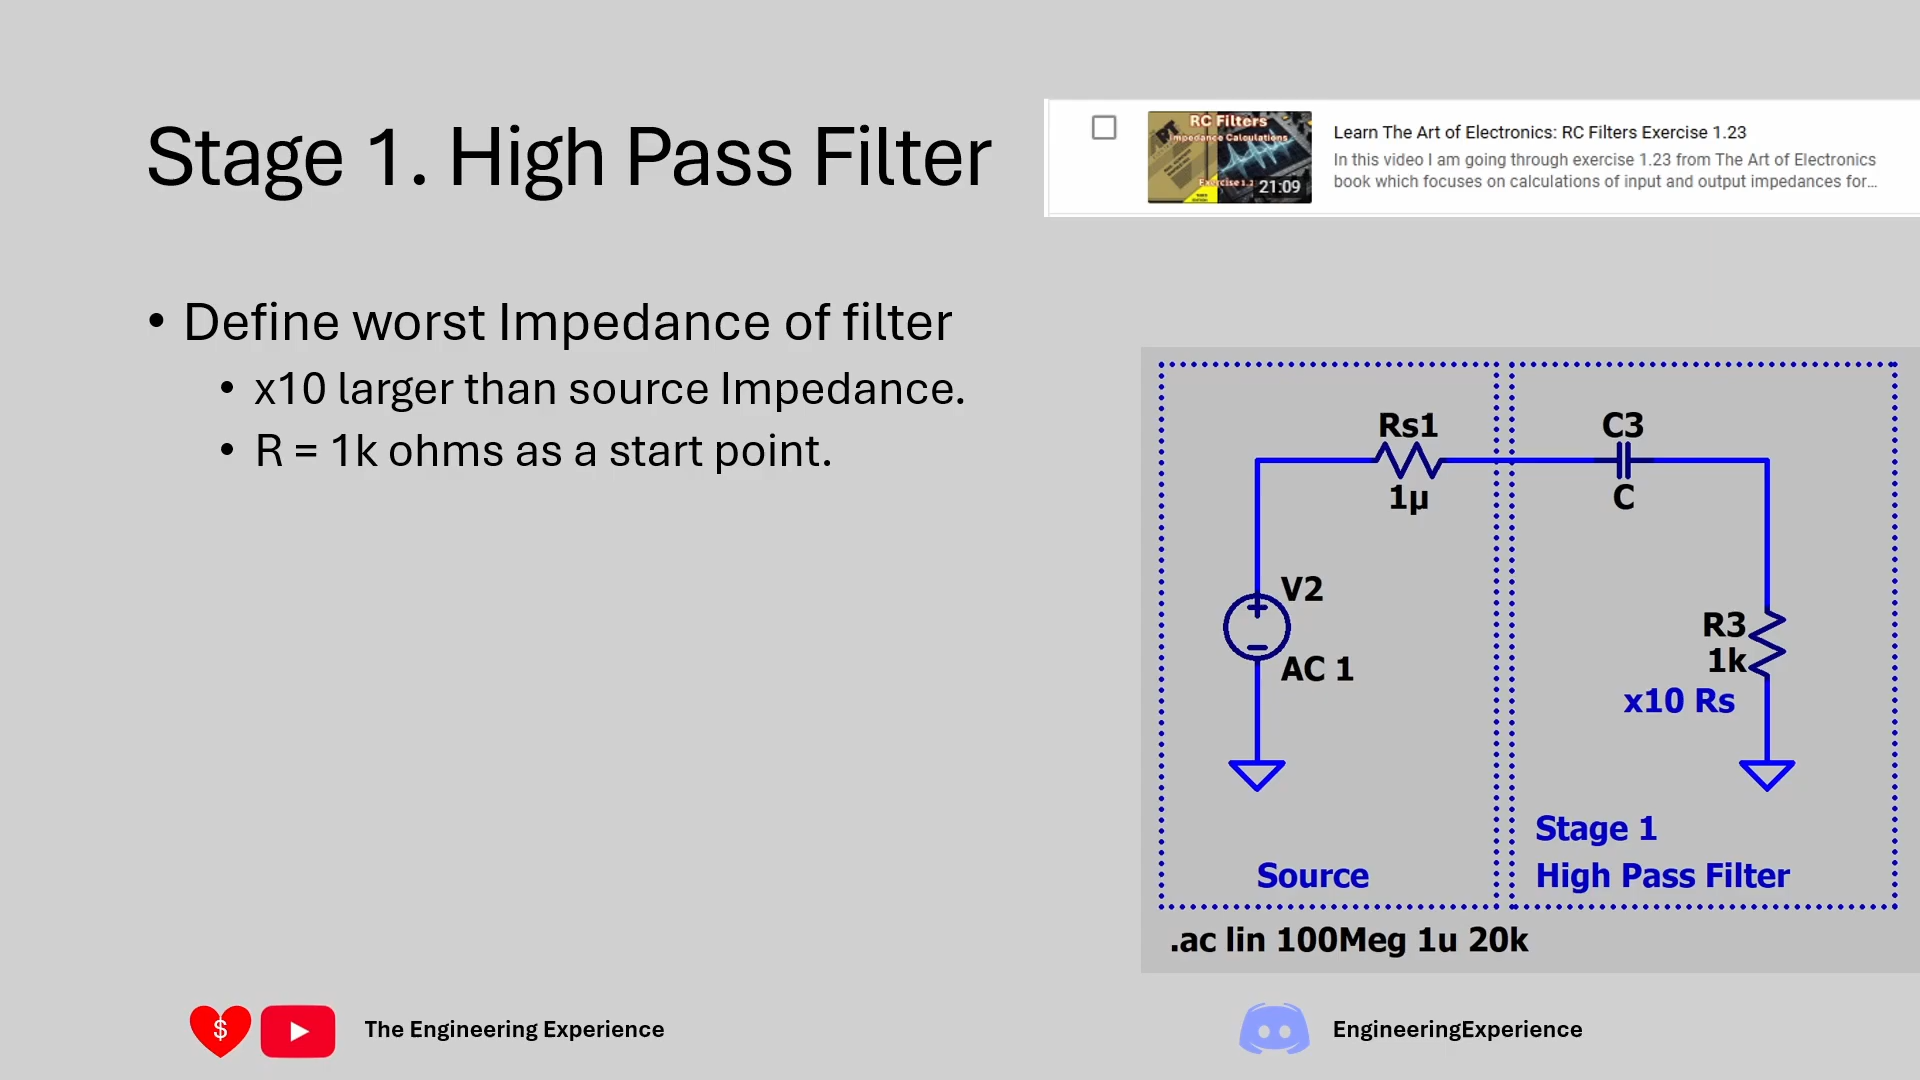 Stage 1. High Pass Filter
RC Filters
Impedance Calculations
21:09
Learn The Art of Electronics: RC Filters Exercise 1.23
In this video I am going through exercise 1.23 from The Art of Electronics
book which focuses on calculations of input and output impedances for...
• Define worst Impedance of filter
• x10 larger than source Impedance.
• R = 1k ohms as a start point.
Rs1
1µ
C3
C
V2
AC 1
R3
1k
x10 Rs
Source
Stage 1
High Pass Filter
.ac lin 100Meg 1u 20k
$
The Engineering Experience
EngineeringExperience